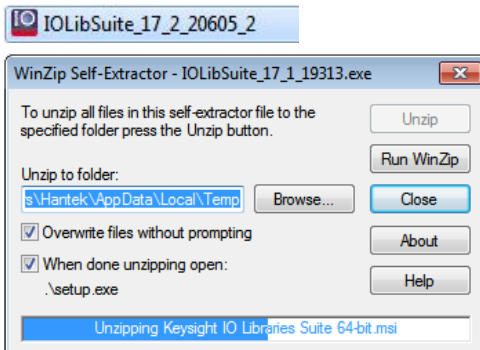 IO IOLibSuite_17_2_20605_2
WinZip Self-Extractor - IOLibSuite_17_1_19313.exe
To unzip all files in this self-extractor file to the
specified folder press the Unzip button.
Unzip
Run WinZip
Unzip to folder:
s\Hantek\AppData\Local\Temp
Browse...
Close
Overwrite files without prompting
About
When done unzipping open:
.\setup.exe
Help
Unzipping Keysight IO Libraries Suite 64-bit.msi